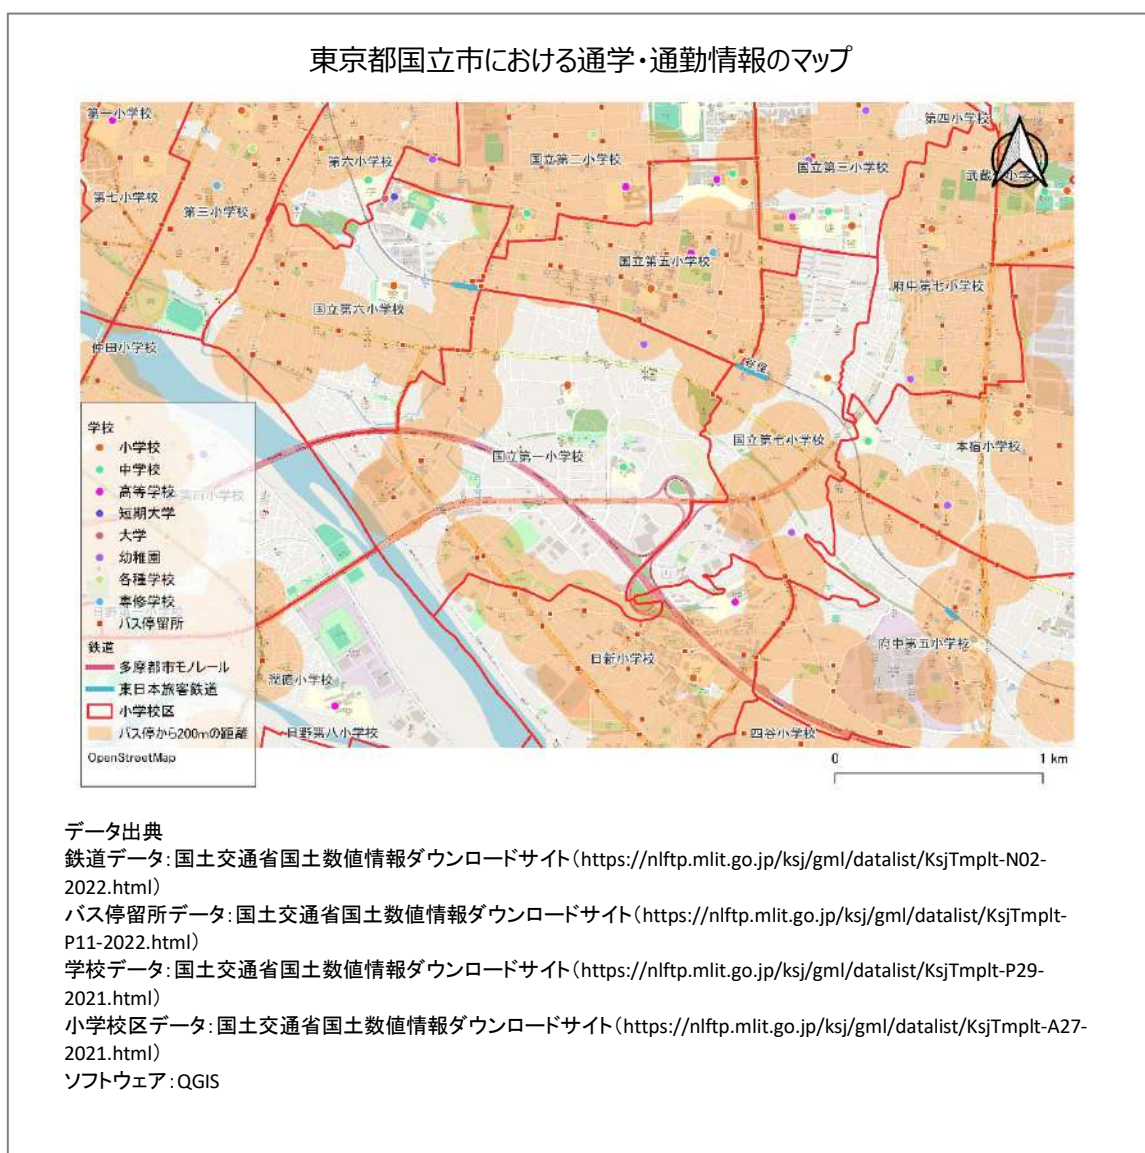 東京都国立市における通学・通勤情報のマップ
第一小学校
第四小学校
第六小学校
国立第二小学校
国立第三小学校
第七小学校
第三小学校
国立第五小学校
国立第六小学校
府中第七小学校
仲田小学校
谷保
国立第七小学校
本宿小学校
国立第一小学校
府中第五小学校
日新小学校
潤徳小学校
日野第八小学校
四谷小学校
学校
小学校
中学校
高等学校
短期大学
大学
幼稚園
各種学校
専修学校
バス停留所
鉄道
多摩都市モノレール
東日本旅客鉄道
小学校区
バス停から200mの距離
OpenStreetMap
0 1 km
データ出典
鉄道データ：国土交通省国土数値情報ダウンロードサイト（https://nlftp.mlit.go.jp/ksj/gml/datalist/KsjTmplt-N02-
2022.html）
バス停留所データ：国土交通省国土数値情報ダウンロードサイト（https://nlftp.mlit.go.jp/ksj/gml/datalist/KsjTmplt-
P11-2022.html）
学校データ：国土交通省国土数値情報ダウンロードサイト（https://nlftp.mlit.go.jp/ksj/gml/datalist/KsjTmplt-P29-
2021.html）
小学校区データ：国土交通省国土数値情報ダウンロードサイト（https://nlftp.mlit.go.jp/ksj/gml/datalist/KsjTmplt-A27-
2021.html）
ソフトウェア：QGIS